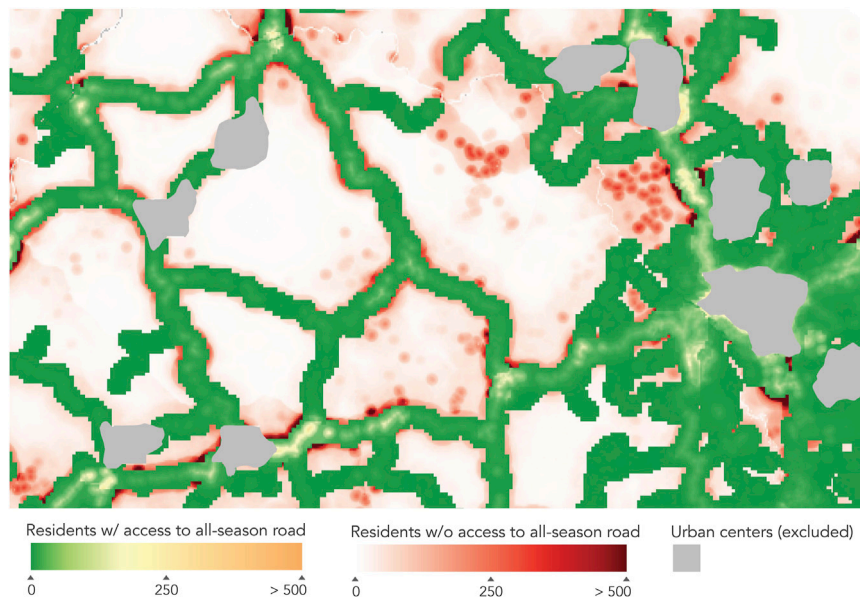 Residents w/ access to all-season road
0
250
> 500
Residents w/o access to all-season road
0
250
> 500
Urban centers (excluded)